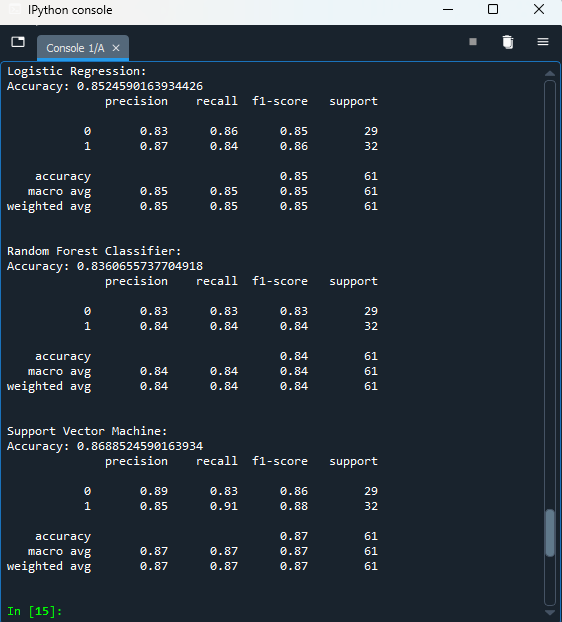 IPython console
Console 1/A
Logistic Regression:
Accuracy: 0.8524590163934426
precision recall f1-score support
0 0.83 0.86 0.85 29
1 0.87 0.84 0.86 32
accuracy 0.85 61
macro avg 0.85 0.85 0.85 61
weighted avg 0.85 0.85 0.85 61
Random Forest Classifier:
Accuracy: 0.8360655737704918
precision recall f1-score support
0 0.83 0.83 0.83 29
1 0.84 0.84 0.84 32
accuracy 0.84 61
macro avg 0.84 0.84 0.84 61
weighted avg 0.84 0.84 0.84 61
Support Vector Machine:
Accuracy: 0.8688524590163934
precision recall f1-score support
0 0.89 0.83 0.86 29
1 0.85 0.91 0.88 32
accuracy 0.87 61
macro avg 0.87 0.87 0.87 61
weighted avg 0.87 0.87 0.87 61
In [15]: